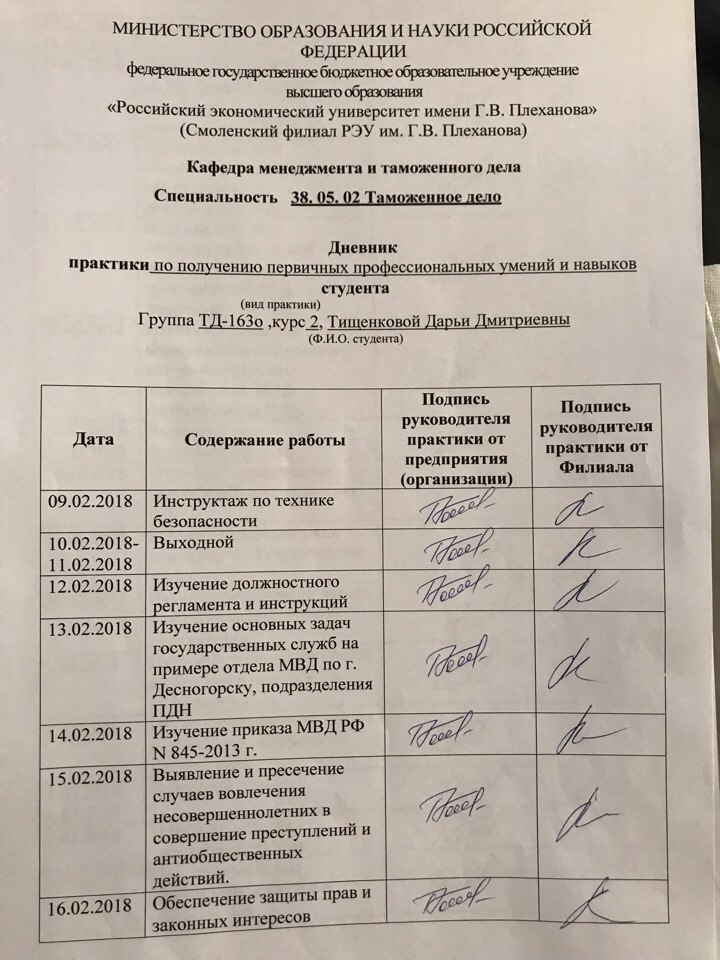 МИНИСТЕРСТВО ОБРАЗОВАНИЯ И НАУКИ РОССИЙСКОЙ
ФЕДЕРАЦИИ
федеральное государственное бюджетное образовательное учреждение
высшего образования
«Российский экономический университет имени Г.В. Плеханова»
(Смоленский филиал РЭУ им. Г.В. Плеханова)
Кафедра менеджмента и таможенного дела
Специальность 38. 05. 02 Таможенное дело
Дневник
практики по получению первичных профессиональных умений и навыков
студента
(вид практики)
Группа ТД-163о ,курс 2, Тищенковой Дарьи Дмитриевны
(Ф.И.О. студента)
Дата
Содержание работы
Подпись
руководителя
практики от
предприятия
(организации)
Подпись
руководителя
практики от
Филиала
09.02.2018
Инструктаж по технике
безопасности
10.02.2018-
11.02.2018
Выходной
12.02.2018
Изучение должностного
регламента и инструкций
13.02.2018
Изучение основных задач
государственных служб на
примере отдела МВД по г.
Десногорску, подразделения
ПДН
14.02.2018
Изучение приказа МВД РФ
N 845-2013 г.
15.02.2018
Выявление и пресечение
случаев вовлечения
несовершеннолетних в
совершение преступлений и
антиобщественных
действий.
16.02.2018
Обеспечение защиты прав и
законных интересов